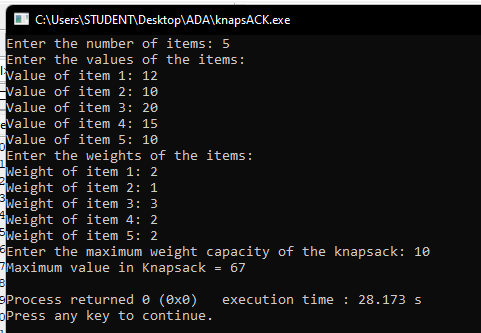 C:\Users\STUDENT\Desktop\ADA\knapsACK.exe
Enter the number of items: 5
Enter the values of the items:
Value of item 1: 12
Value of item 2: 10
Value of item 3: 20
Value of item 4: 15
Value of item 5: 10
Enter the weights of the items:
Weight of item 1: 2
Weight of item 2: 1
Weight of item 3: 3
Weight of item 4: 2
Weight of item 5: 2
Enter the maximum weight capacity of the knapsack: 10
Maximum value in Knapsack = 67
Process returned 0 (0x0)   execution time : 28.173 s
Press any key to continue.